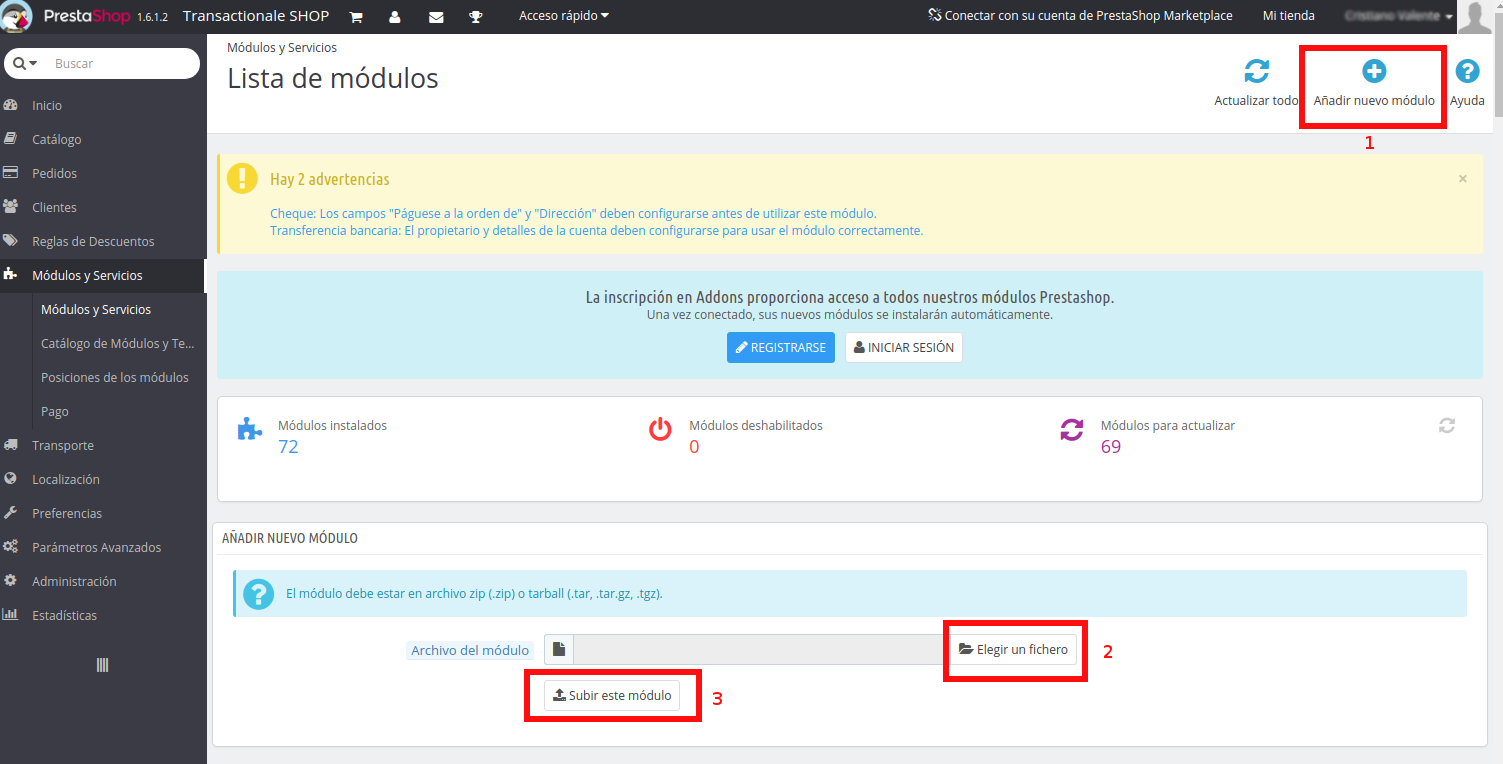 PrestaShop 1.6.1.2 Transactionale SHOP Acceso rápido Conectar con su cuenta de PrestaShop Marketplace Mi tienda
Buscar
Inicio
Catálogo
Pedidos
Clientes
Reglas de Descuentos
Módulos y Servicios
Módulos y Servicios
Catálogo de Módulos y Te...
Posiciones de los módulos
Pago
Transporte
Localización
Preferencias
Parámetros Avanzados
Administración
Estadísticas
Módulos y Servicios
Lista de módulos
Actualizar todo Añadir nuevo módulo Ayuda
1
Hay 2 advertencias
×
Cheque: Los campos "Páguese a la orden de" y "Dirección" deben configurarse antes de utilizar este módulo.
Transferencia bancaria: El propietario y detalles de la cuenta deben configurarse para usar el módulo correctamente.
La inscripción en Addons proporciona acceso a todos nuestros módulos Prestashop.
Una vez conectado, sus nuevos módulos se instalarán automáticamente.
REGISTRARSE INICIAR SESIÓN
Módulos instalados
72
Módulos deshabilitados
0
Módulos para actualizar
69
AÑADIR NUEVO MÓDULO
El módulo debe estar en archivo zip (.zip) o tarball (.tar, .tar.gz, .tgz).
Archivo del módulo Elegir un fichero 2
Subir este módulo 3